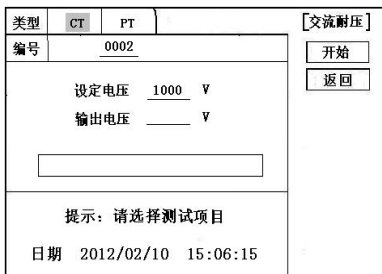 类型 CT PT
[交流耐压]
编号 0002
开始
返回
设定电压 1000 V
输出电压 ____ V
提示：请选择测试项目
日期 2012/02/10 15:06:15